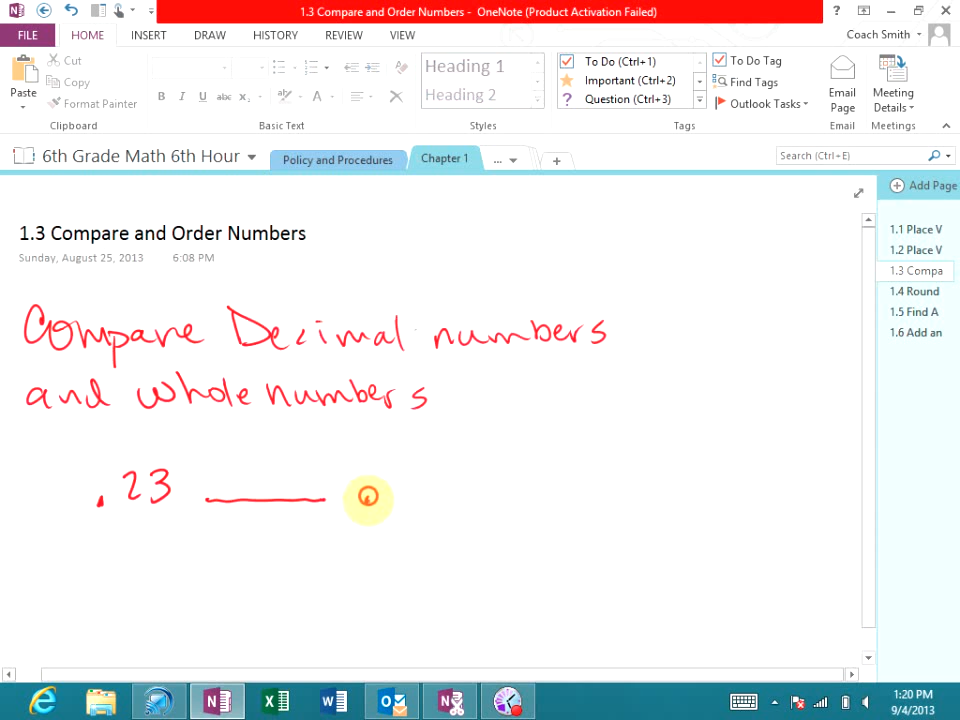 1.3 Compare and Order Numbers - OneNote (Product Activation Failed)
FILE HOME INSERT DRAW HISTORY REVIEW VIEW Coach Smith
Paste Cut Copy Format Painter
B I U abc X₂ ab A
Heading 1
Heading 2
To Do (Ctrl+1)
Important (Ctrl+2)
Question (Ctrl+3)
To Do Tag
Find Tags
Outlook Tasks
Email Page
Meeting Details
Clipboard Basic Text Styles Tags Email Meetings
6th Grade Math 6th Hour Policy and Procedures Chapter 1 ... + Search (Ctrl+E)
Add Page
1.1 Place V
1.2 Place V
1.3 Compa
1.4 Round
1.5 Find A
1.6 Add an
1.3 Compare and Order Numbers
Sunday, August 25, 2013 6:08 PM
Compare Decimal numbers
and whole numbers
.23 ______
1:20 PM
9/4/2013